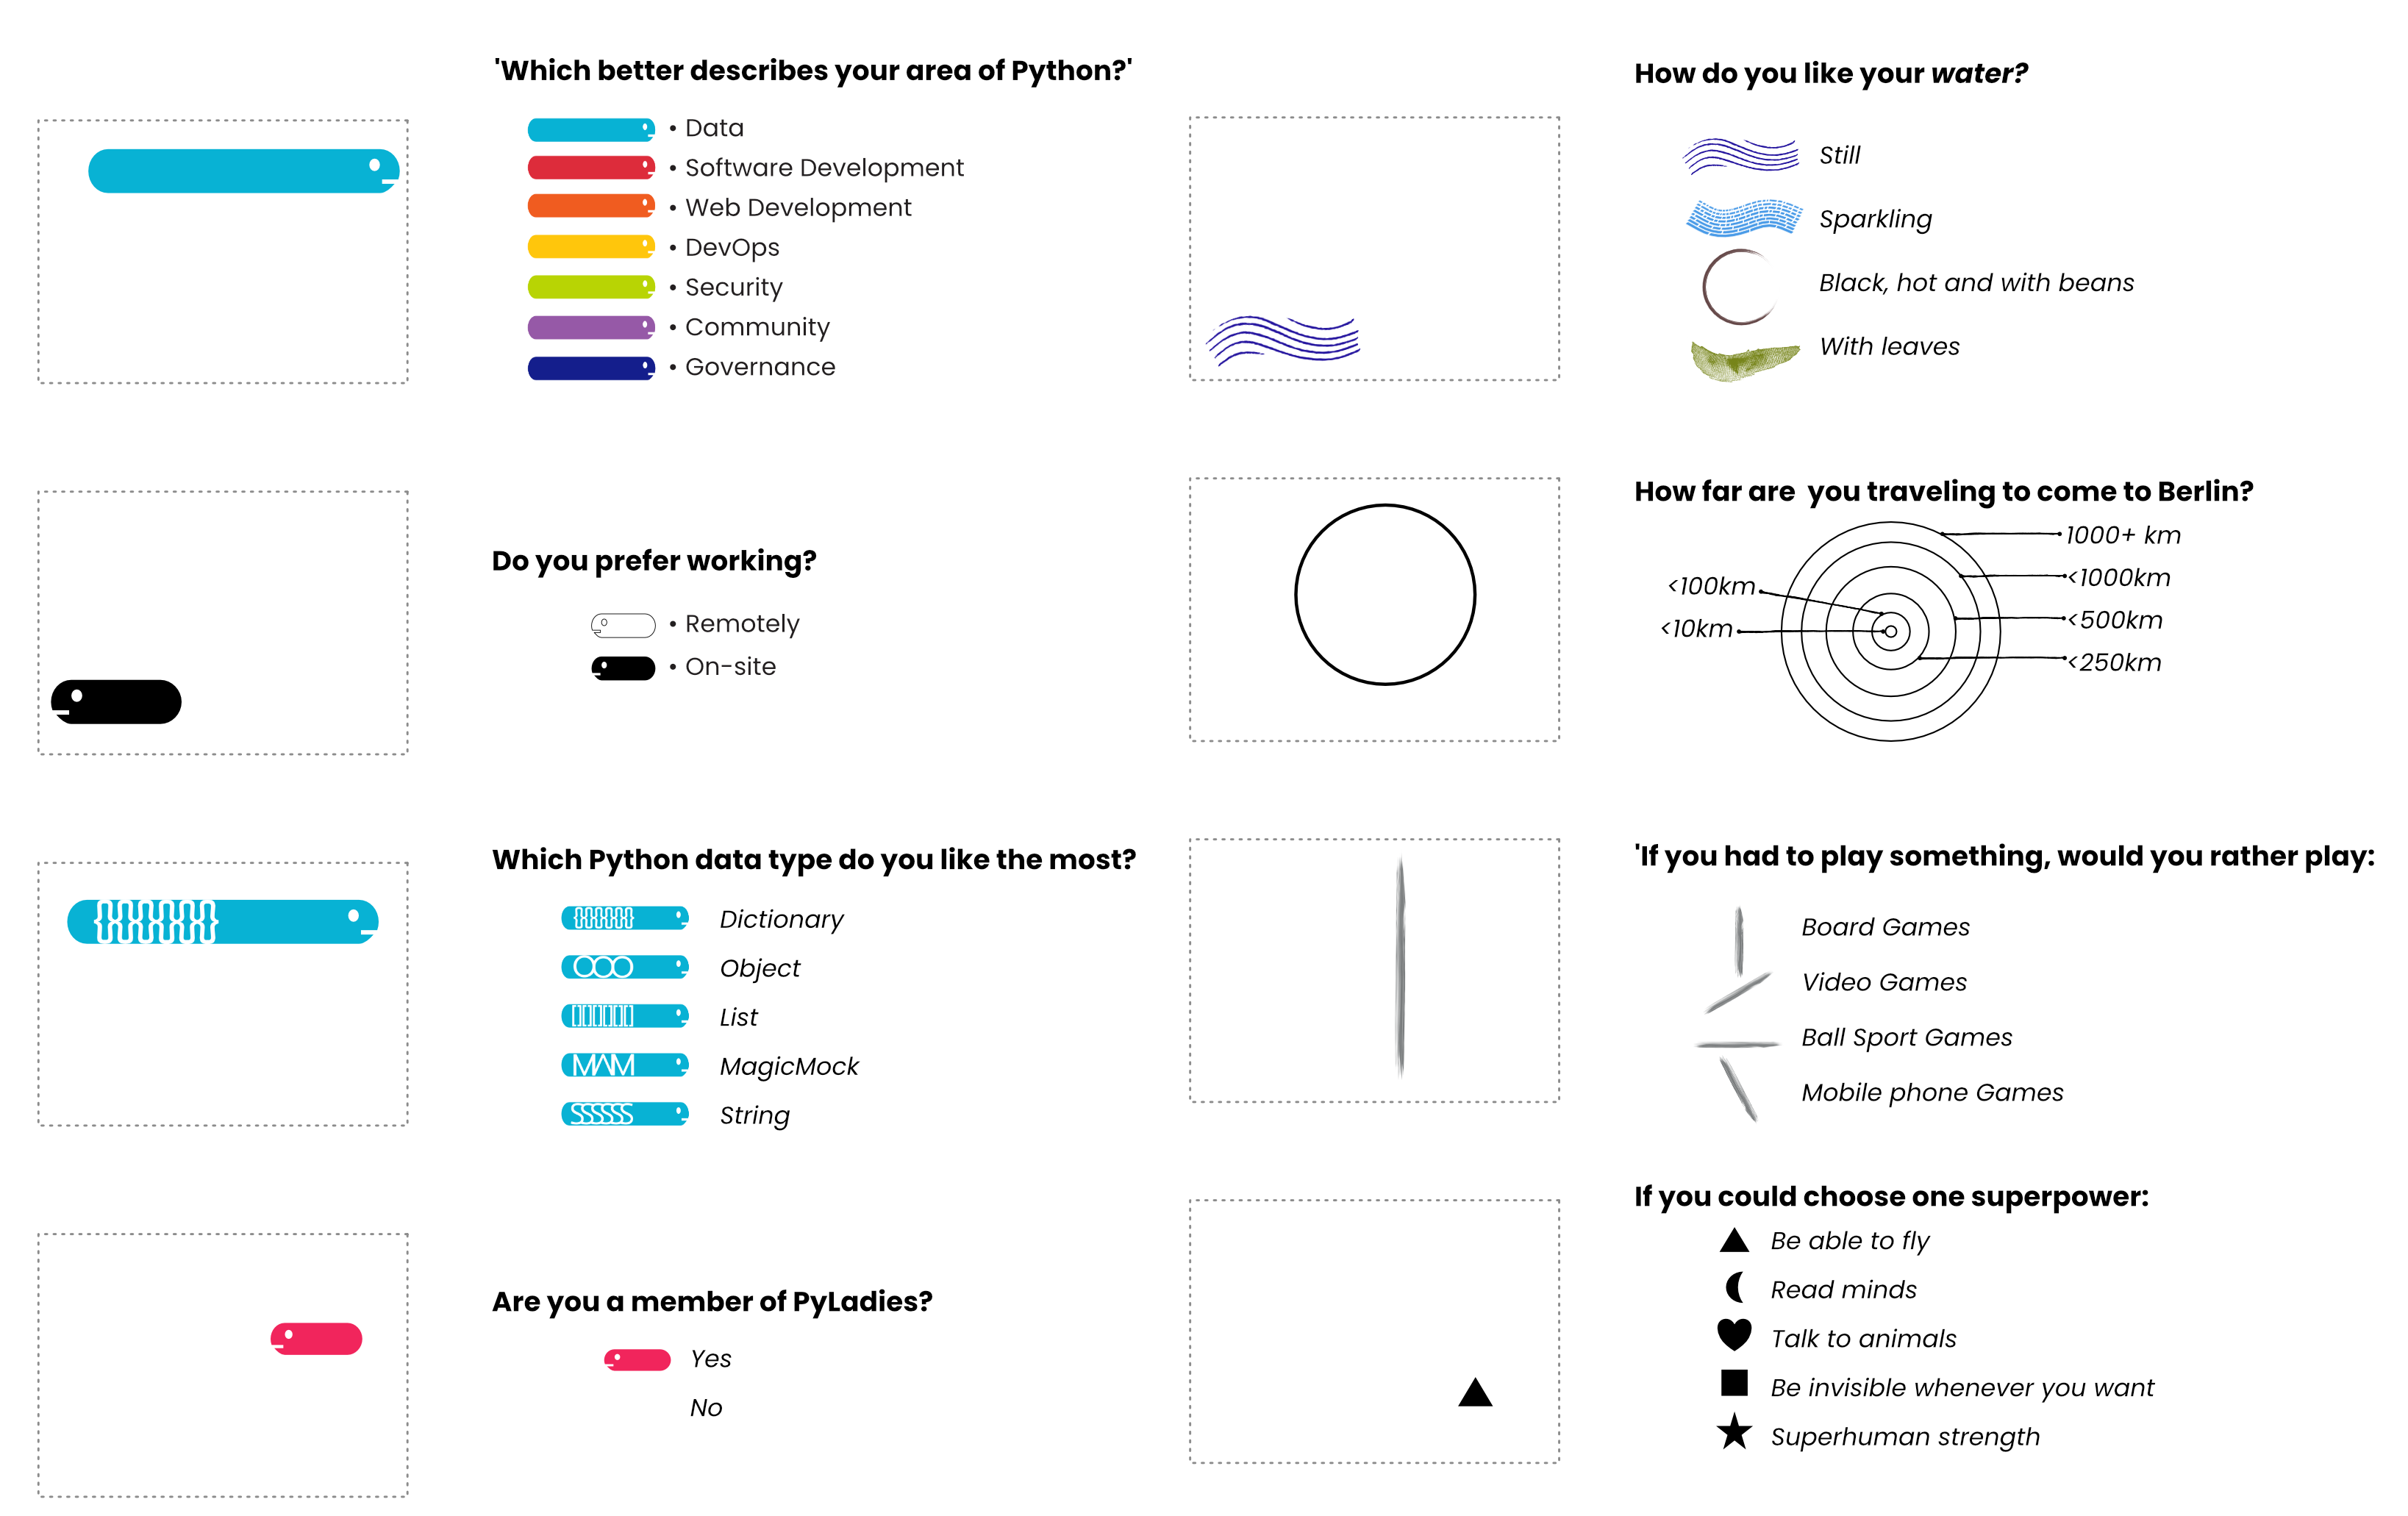 'Which better describes your area of Python?'
• Data
• Software Development
• Web Development
• DevOps
• Security
• Community
• Governance
Do you prefer working?
• Remotely
• On-site
Which Python data type do you like the most?
Dictionary
Object
List
MAM MagicMock
SSSSSS String
Are you a member of PyLadies?
Yes
No
How do you like your water?
Still
Sparkling
Black, hot and with beans
With leaves
How far are  you traveling to come to Berlin?
1000+ km
<1000km
<500km
<250km
<100km
<10km
'If you had to play something, would you rather play:
Board Games
Video Games
Ball Sport Games
Mobile phone Games
If you could choose one superpower:
Be able to fly
Read minds
Talk to animals
Be invisible whenever you want
Superhuman strength